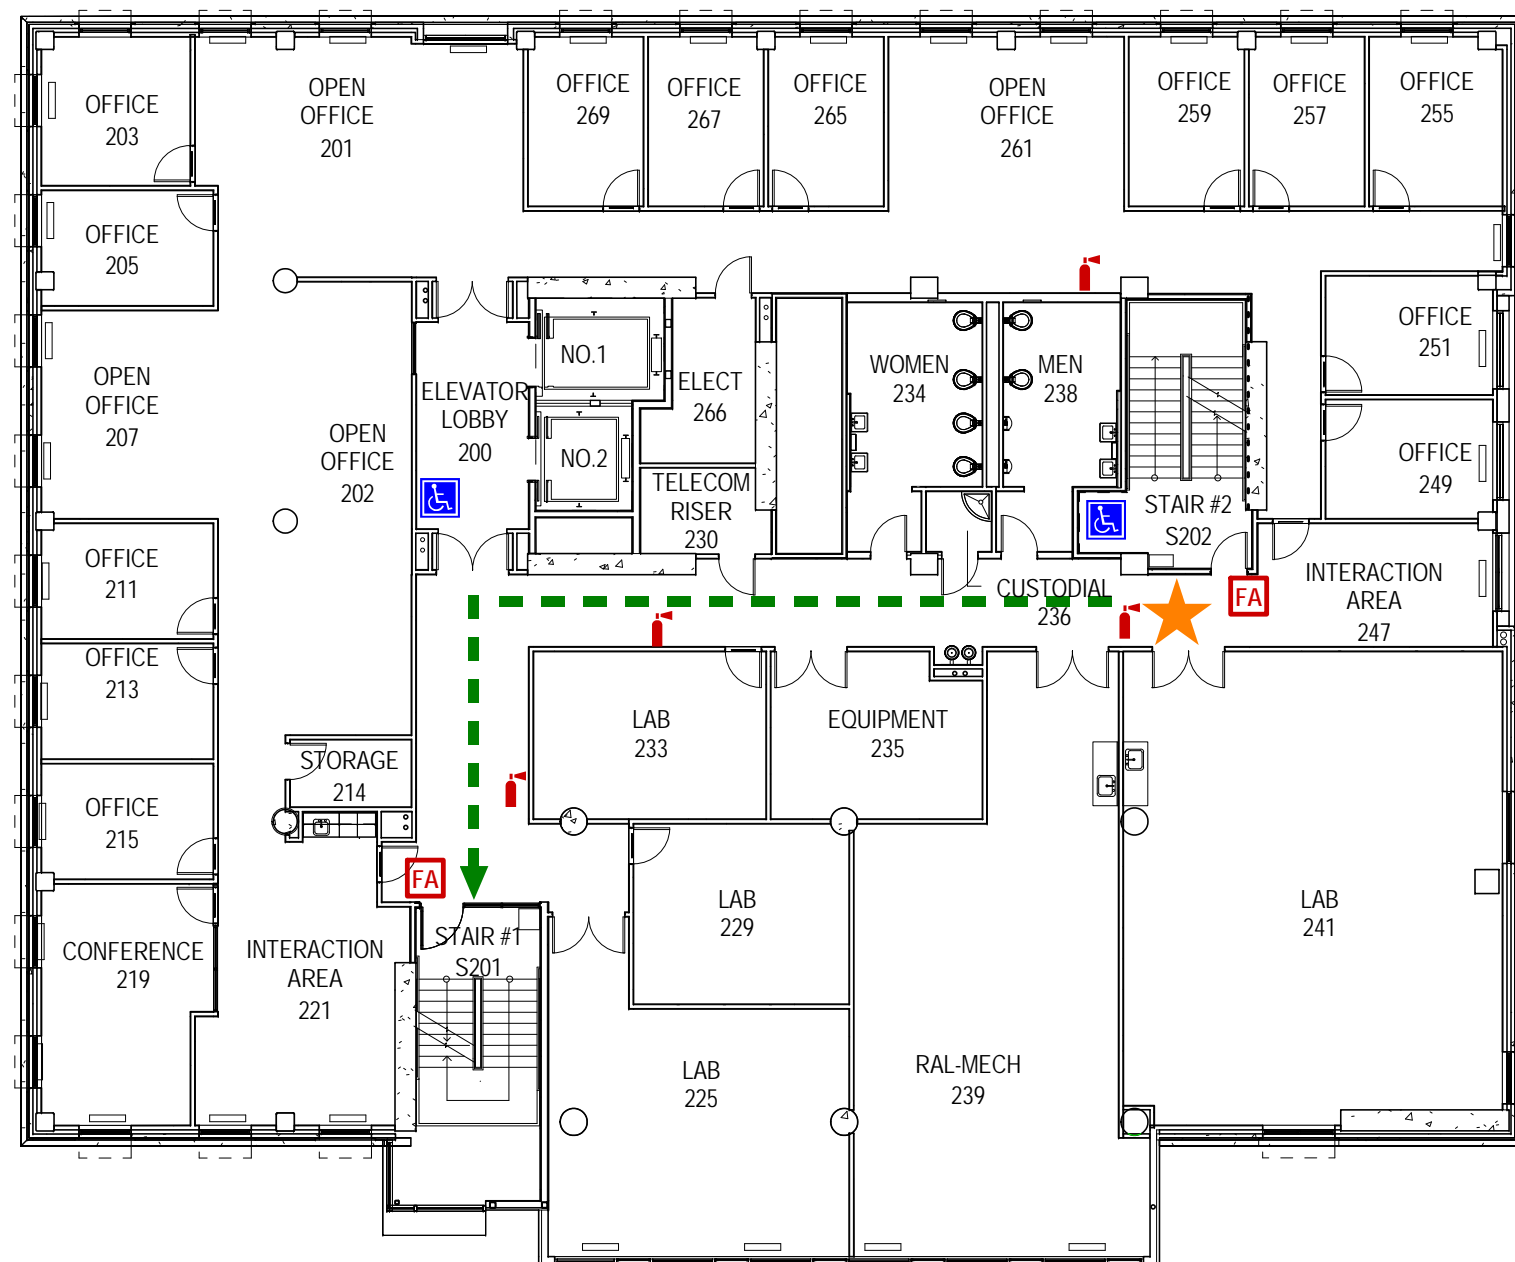 OFFICE
203
OPEN
OFFICE
201
OFFICE
269
OFFICE
267
OFFICE
265
OPEN
OFFICE
261
OFFICE
259
OFFICE
257
OFFICE
255
OFFICE
205
OFFICE
251
OPEN
OFFICE
207
OPEN
OFFICE
202
ELEVATOR
LOBBY
200
NO.1
NO.2
ELECT
266
TELECOM
RISER
230
WOMEN
234
MEN
238
STAIR #2
S202
OFFICE
249
OFFICE
211
CUSTODIAL
236
FA
INTERACTION
AREA
247
OFFICE
213
STORAGE
214
LAB
233
EQUIPMENT
235
OFFICE
215
FA
CONFERENCE
219
INTERACTION
AREA
221
STAIR #1
S201
LAB
229
LAB
241
LAB
225
RAL-MECH
239